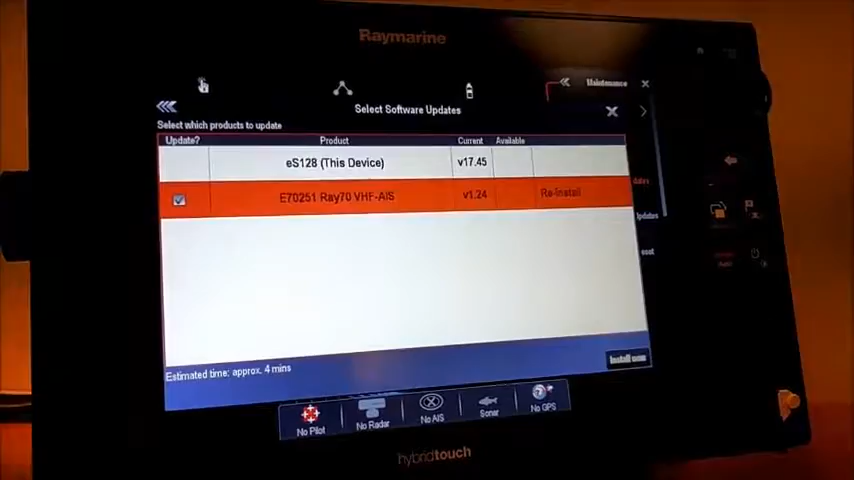 Raymarine
Maintenance
Select Software Updates
Select which products to update
Update? Product Current Available
eS128 (This Device) v17.45
E70251 Ray70 VHF-AIS v1.24 Re-Install
Estimated time: approx. 4 mins
Install now
No Pilot No Radar No AIS Sonar No GPS
hybridtouch